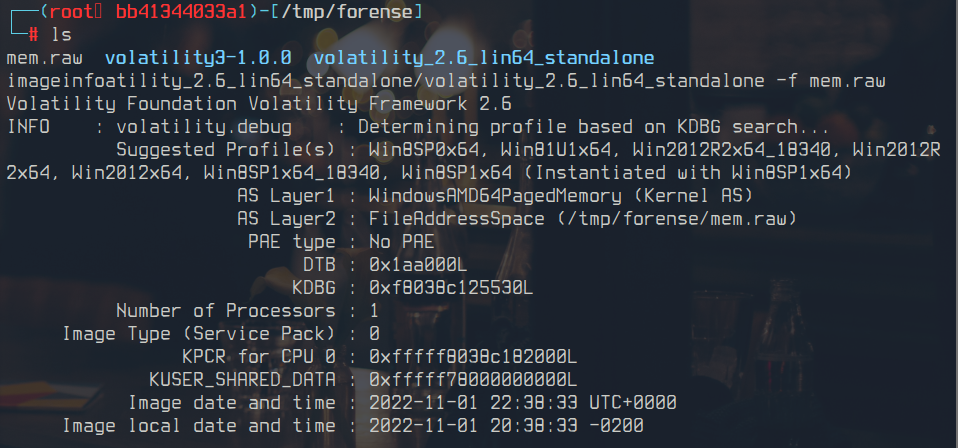 ┌──(root㉿ bb41344033a1)-[/tmp/forense]
└─# ls
mem.raw  volatility3-1.0.0  volatility_2.6_lin64_standalone
imageinfoatility_2.6_lin64_standalone/volatility_2.6_lin64_standalone -f mem.raw
Volatility Foundation Volatility Framework 2.6
INFO    : volatility.debug    : Determining profile based on KDBG search...
Suggested Profile(s) : Win8SP0x64, Win81U1x64, Win2012R2x64_18340, Win2012R
2x64, Win2012x64, Win8SP1x64_18340, Win8SP1x64 (Instantiated with Win8SP1x64)
AS Layer1 : WindowsAMD64PagedMemory (Kernel AS)
AS Layer2 : FileAddressSpace (/tmp/forense/mem.raw)
PAE type : No PAE
DTB : 0x1aa000L
KDBG : 0xf8038c125530L
Number of Processors : 1
Image Type (Service Pack) : 0
KPCR for CPU 0 : 0xfffff8038c182000L
KUSER_SHARED_DATA : 0xfffff78000000000L
Image date and time : 2022-11-01 22:38:33 UTC+0000
Image local date and time : 2022-11-01 20:38:33 -0200